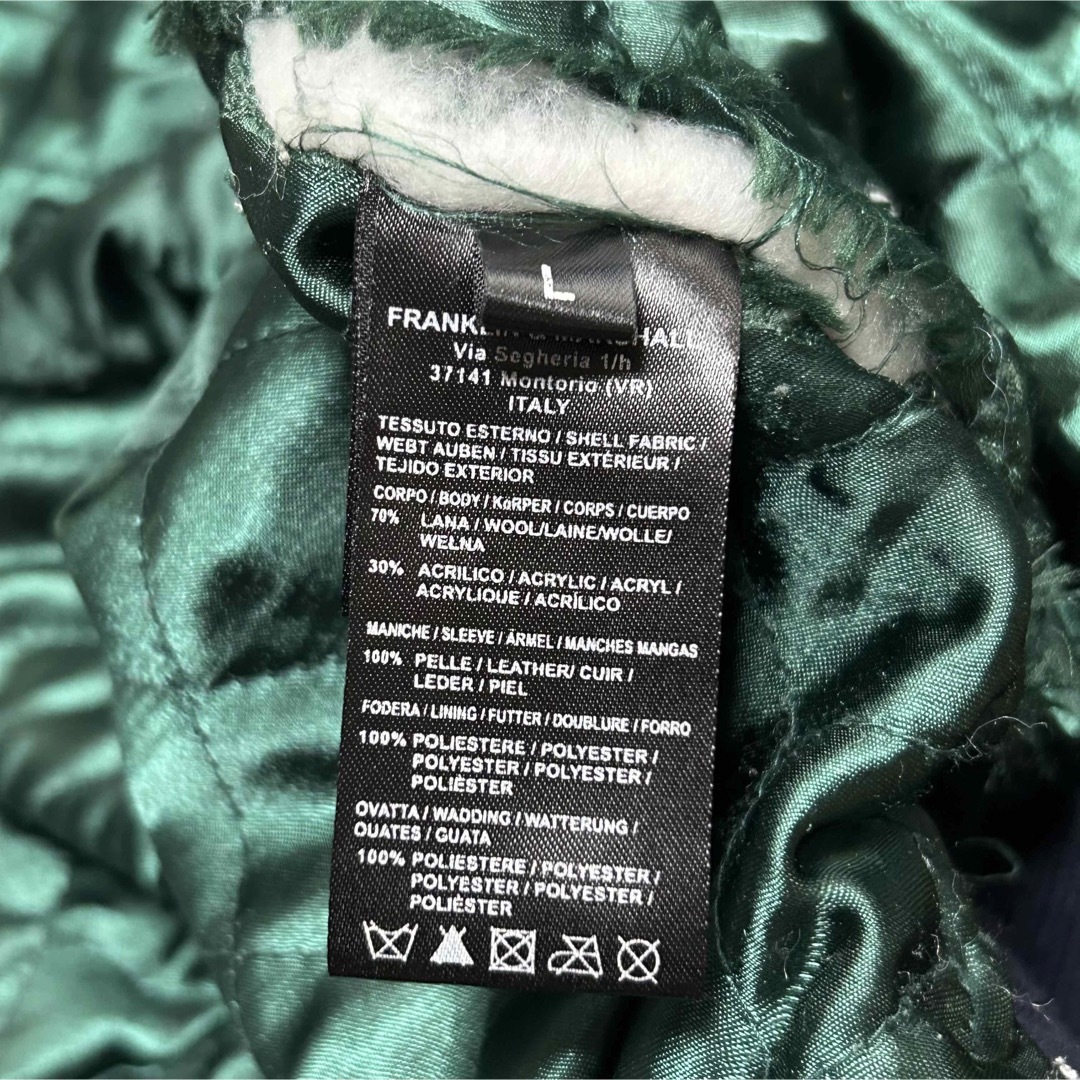 L
FRANKLIN & MARSHALL
Via Segheria 1/h
37141 Montorio (VR)
ITALY
TESSUTO ESTERNO / SHELL FABRIC /
WEBT AUBEN / TISSU EXTÉRIEUR /
TEJIDO EXTERIOR
CORPO / BODY / KöRPER / CORPS / CUERPO
70% LANA / WOOL/LAINE/WOLLE/
WELNA
30% ACRILICO / ACRYLIC / ACRYL /
ACRYLIQUE / ACRÍLICO
MANICHE / SLEEVE / ÄRMEL / MANCHES MANGAS
100% PELLE / LEATHER/ CUIR /
LEDER / PIEL
FODERA / LINING / FUTTER / DOUBLURE / FORRO
100% POLIESTERE / POLYESTER /
POLYESTER / POLYESTER /
POLIÉSTER
OVATTA / WADDING / WATTERUNG /
OUATES / GUATA
100% POLIESTERE / POLYESTER /
POLYESTER / POLYESTER /
POLIÉSTER